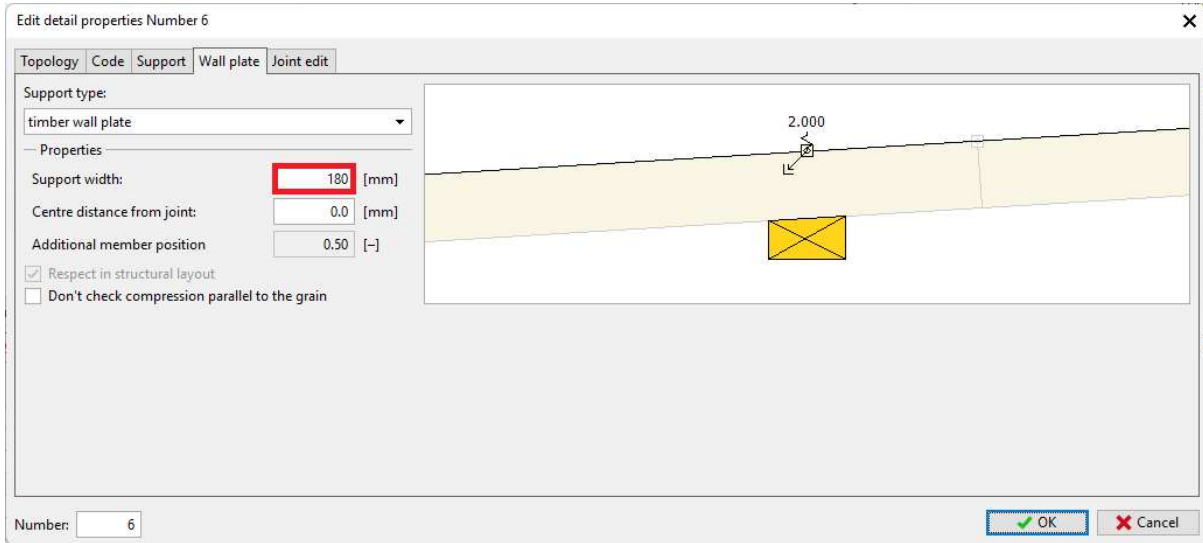 Edit detail properties Number 6
Topology Code Support Wall plate Joint edit
Support type:
timber wall plate
Properties
Support width: 180 [mm]
Centre distance from joint: 0.0 [mm]
Additional member position 0.50 [–]
Respect in structural layout
Don't check compression parallel to the grain
2.000
Number: 6
OK Cancel